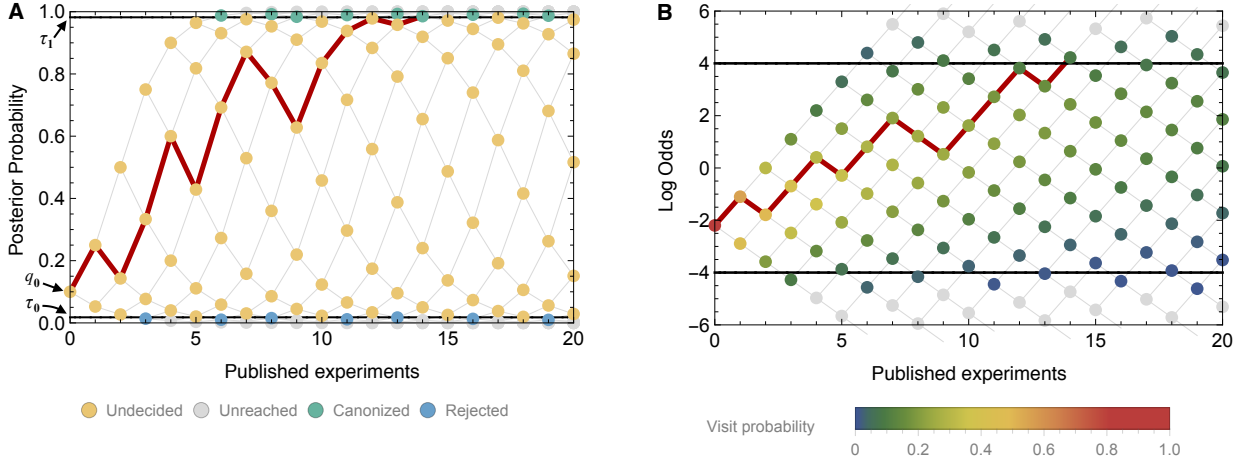 A
Posterior Probability
1.0
0.8
0.6
0.4
0.2
0.0
τ1
q0
τ0
0 5 10 15 20
Published experiments
Undecided Unreached Canonized Rejected
B
Log Odds
6
4
2
0
-2
-4
-6
0 5 10 15 20
Published experiments
Visit probability
0 0.2 0.4 0.6 0.8 1.0